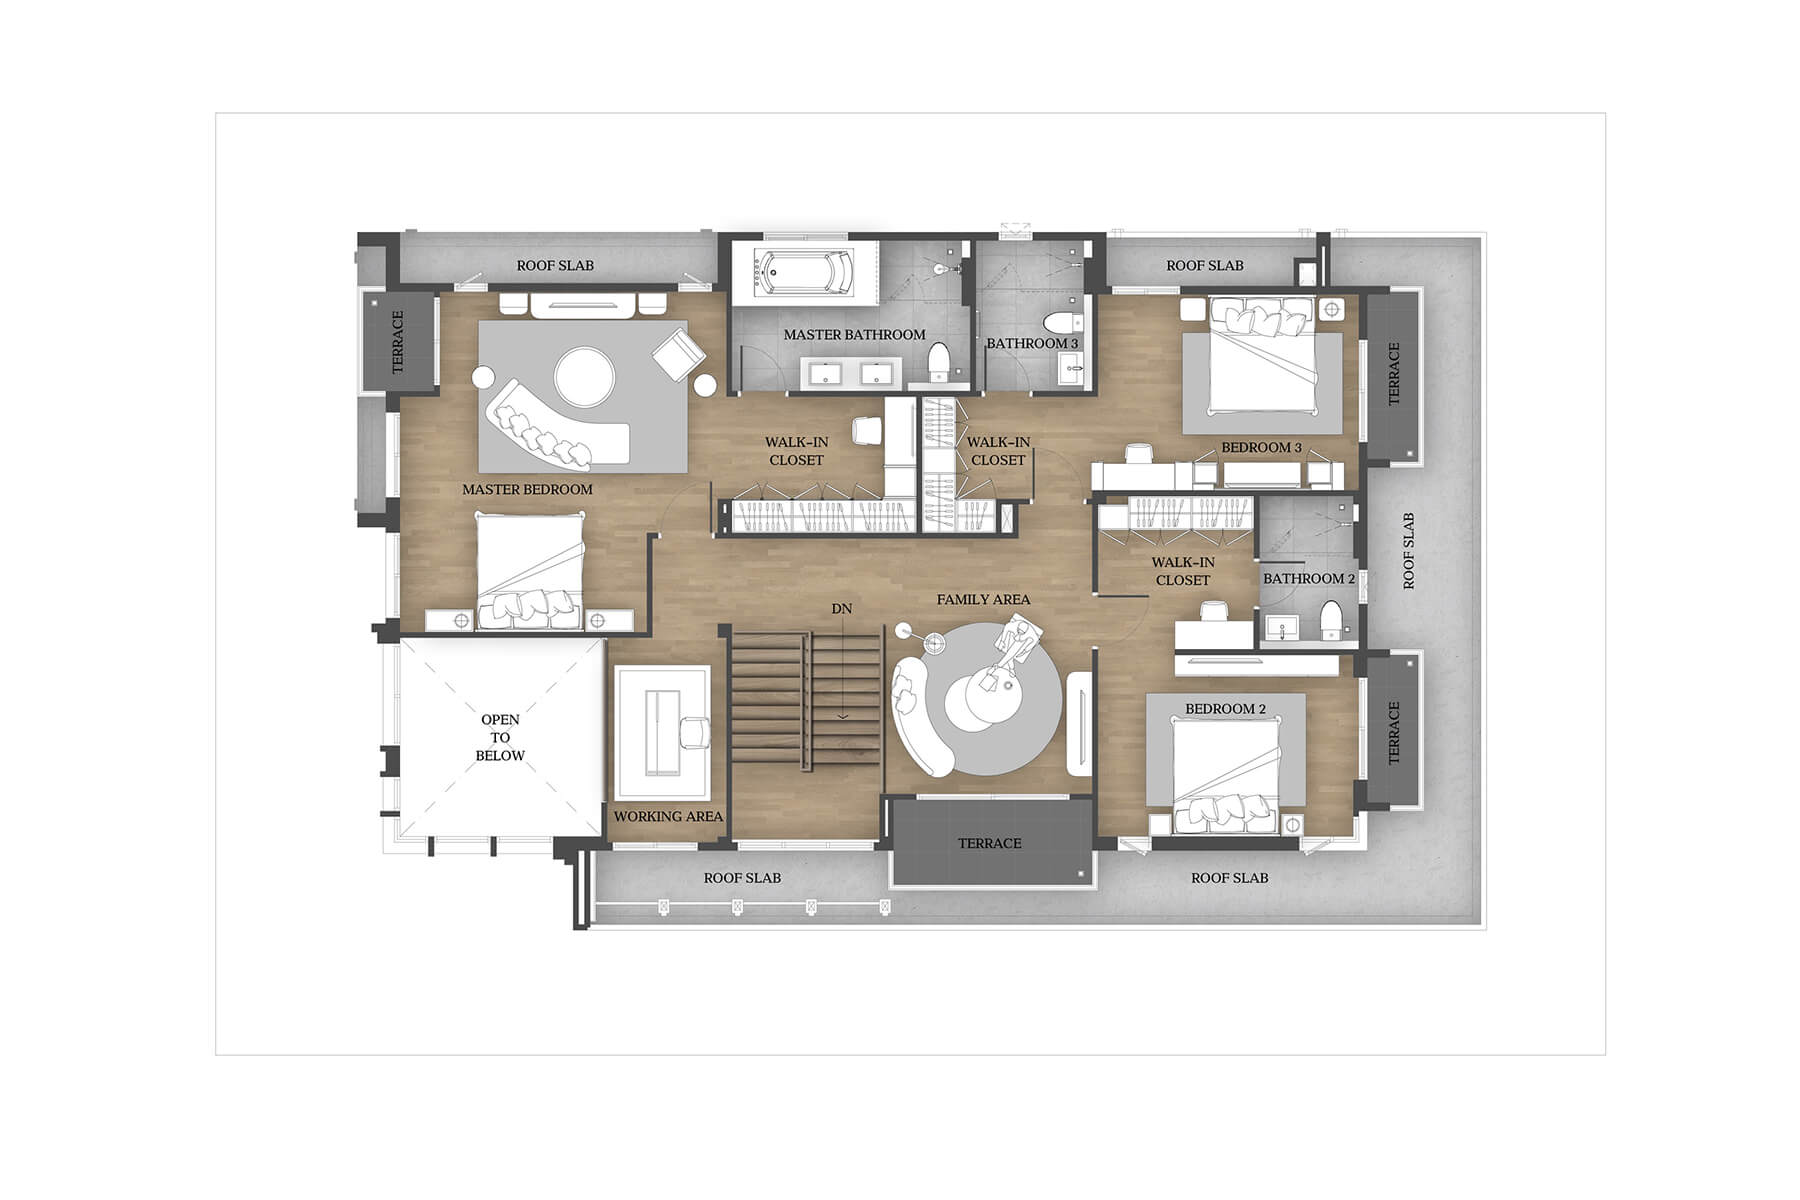 ROOF SLAB
ROOF SLAB
TERRACE
MASTER BATHROOM
BATHROOM 3
TERRACE
WALK-IN
CLOSET
WALK-IN
CLOSET
BEDROOM 3
MASTER BEDROOM
ROOF SLAB
WALK-IN
CLOSET
BATHROOM 2
DN
FAMILY AREA
OPEN
TO
BELOW
BEDROOM 2
TERRACE
WORKING AREA
TERRACE
ROOF SLAB
ROOF SLAB